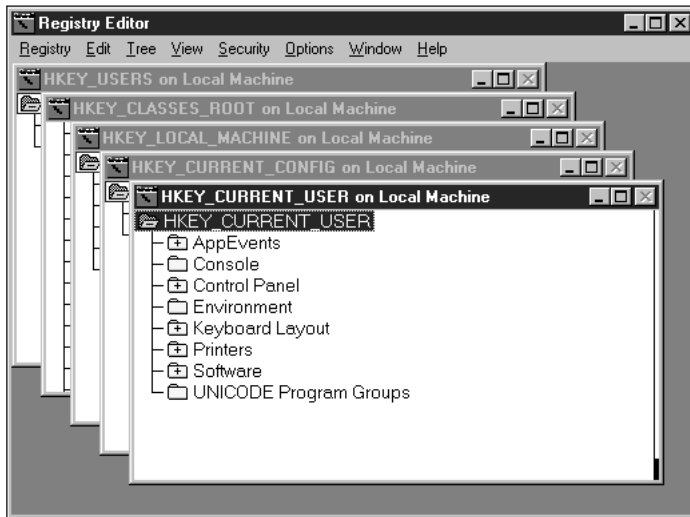 Registry Editor
Registry Edit Tree View Security Options Window Help
HKEY_USERS on Local Machine
HKEY_CLASSES_ROOT on Local Machine
HKEY_LOCAL_MACHINE on Local Machine
HKEY_CURRENT_CONFIG on Local Machine
HKEY_CURRENT_USER on Local Machine
HKEY_CURRENT_USER
AppEvents
Console
Control Panel
Environment
Keyboard Layout
Printers
Software
UNICODE Program Groups